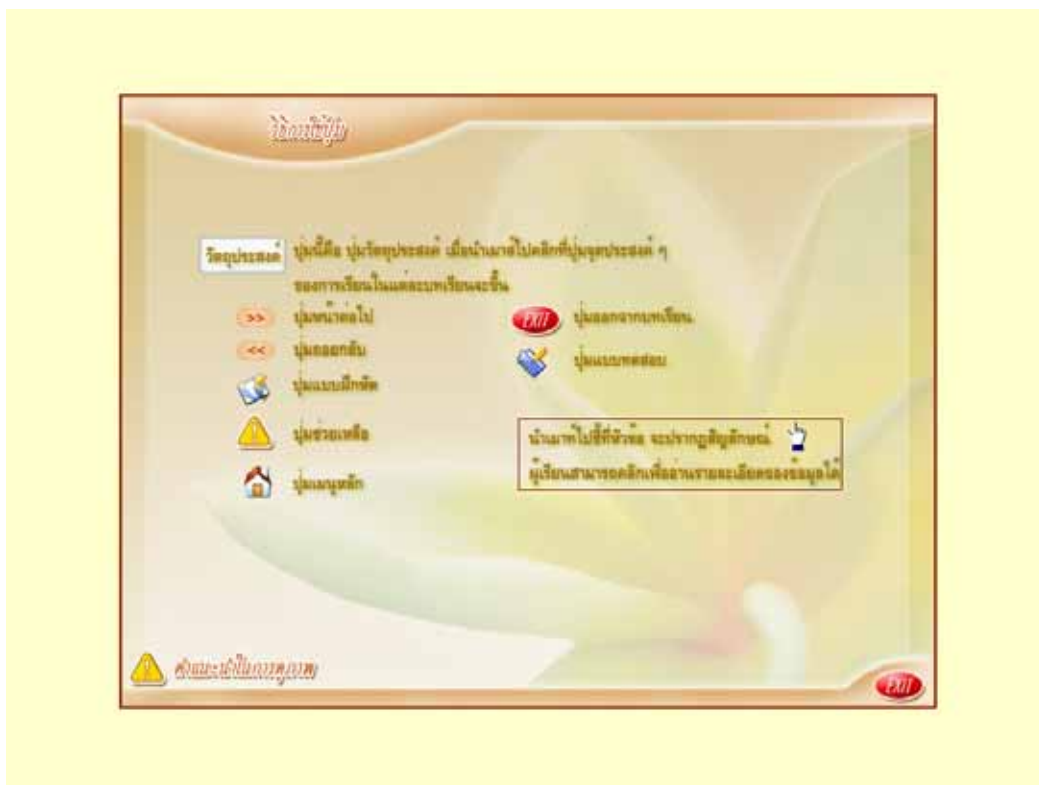 วิธีการใช้ปุ่ม
วัตถุประสงค์ ปุ่มนี้คือ ปุ่มวัตถุประสงค์ เมื่อนำเมาส์ไปคลิกที่ปุ่มจุดประสงค์ ๆ
ของการเรียนในแต่ละบทเรียนจะขึ้น
>> ปุ่มหน้าต่อไป
<< ปุ่มถอยกลับ
ปุ่มแบบฝึกหัด
ปุ่มช่วยเหลือ
ปุ่มเมนูหลัก
EXIT ปุ่มออกจากบทเรียน
ปุ่มแบบทดสอบ
นำเมาท์ไปชี้ที่หัวข้อ จะปรากฏสัญลักษณ์
ผู้เรียนสามารถคลิกเพื่ออ่านรายละเอียดของข้อมูลได้
คำแนะนำในการดูภาพ
EXIT